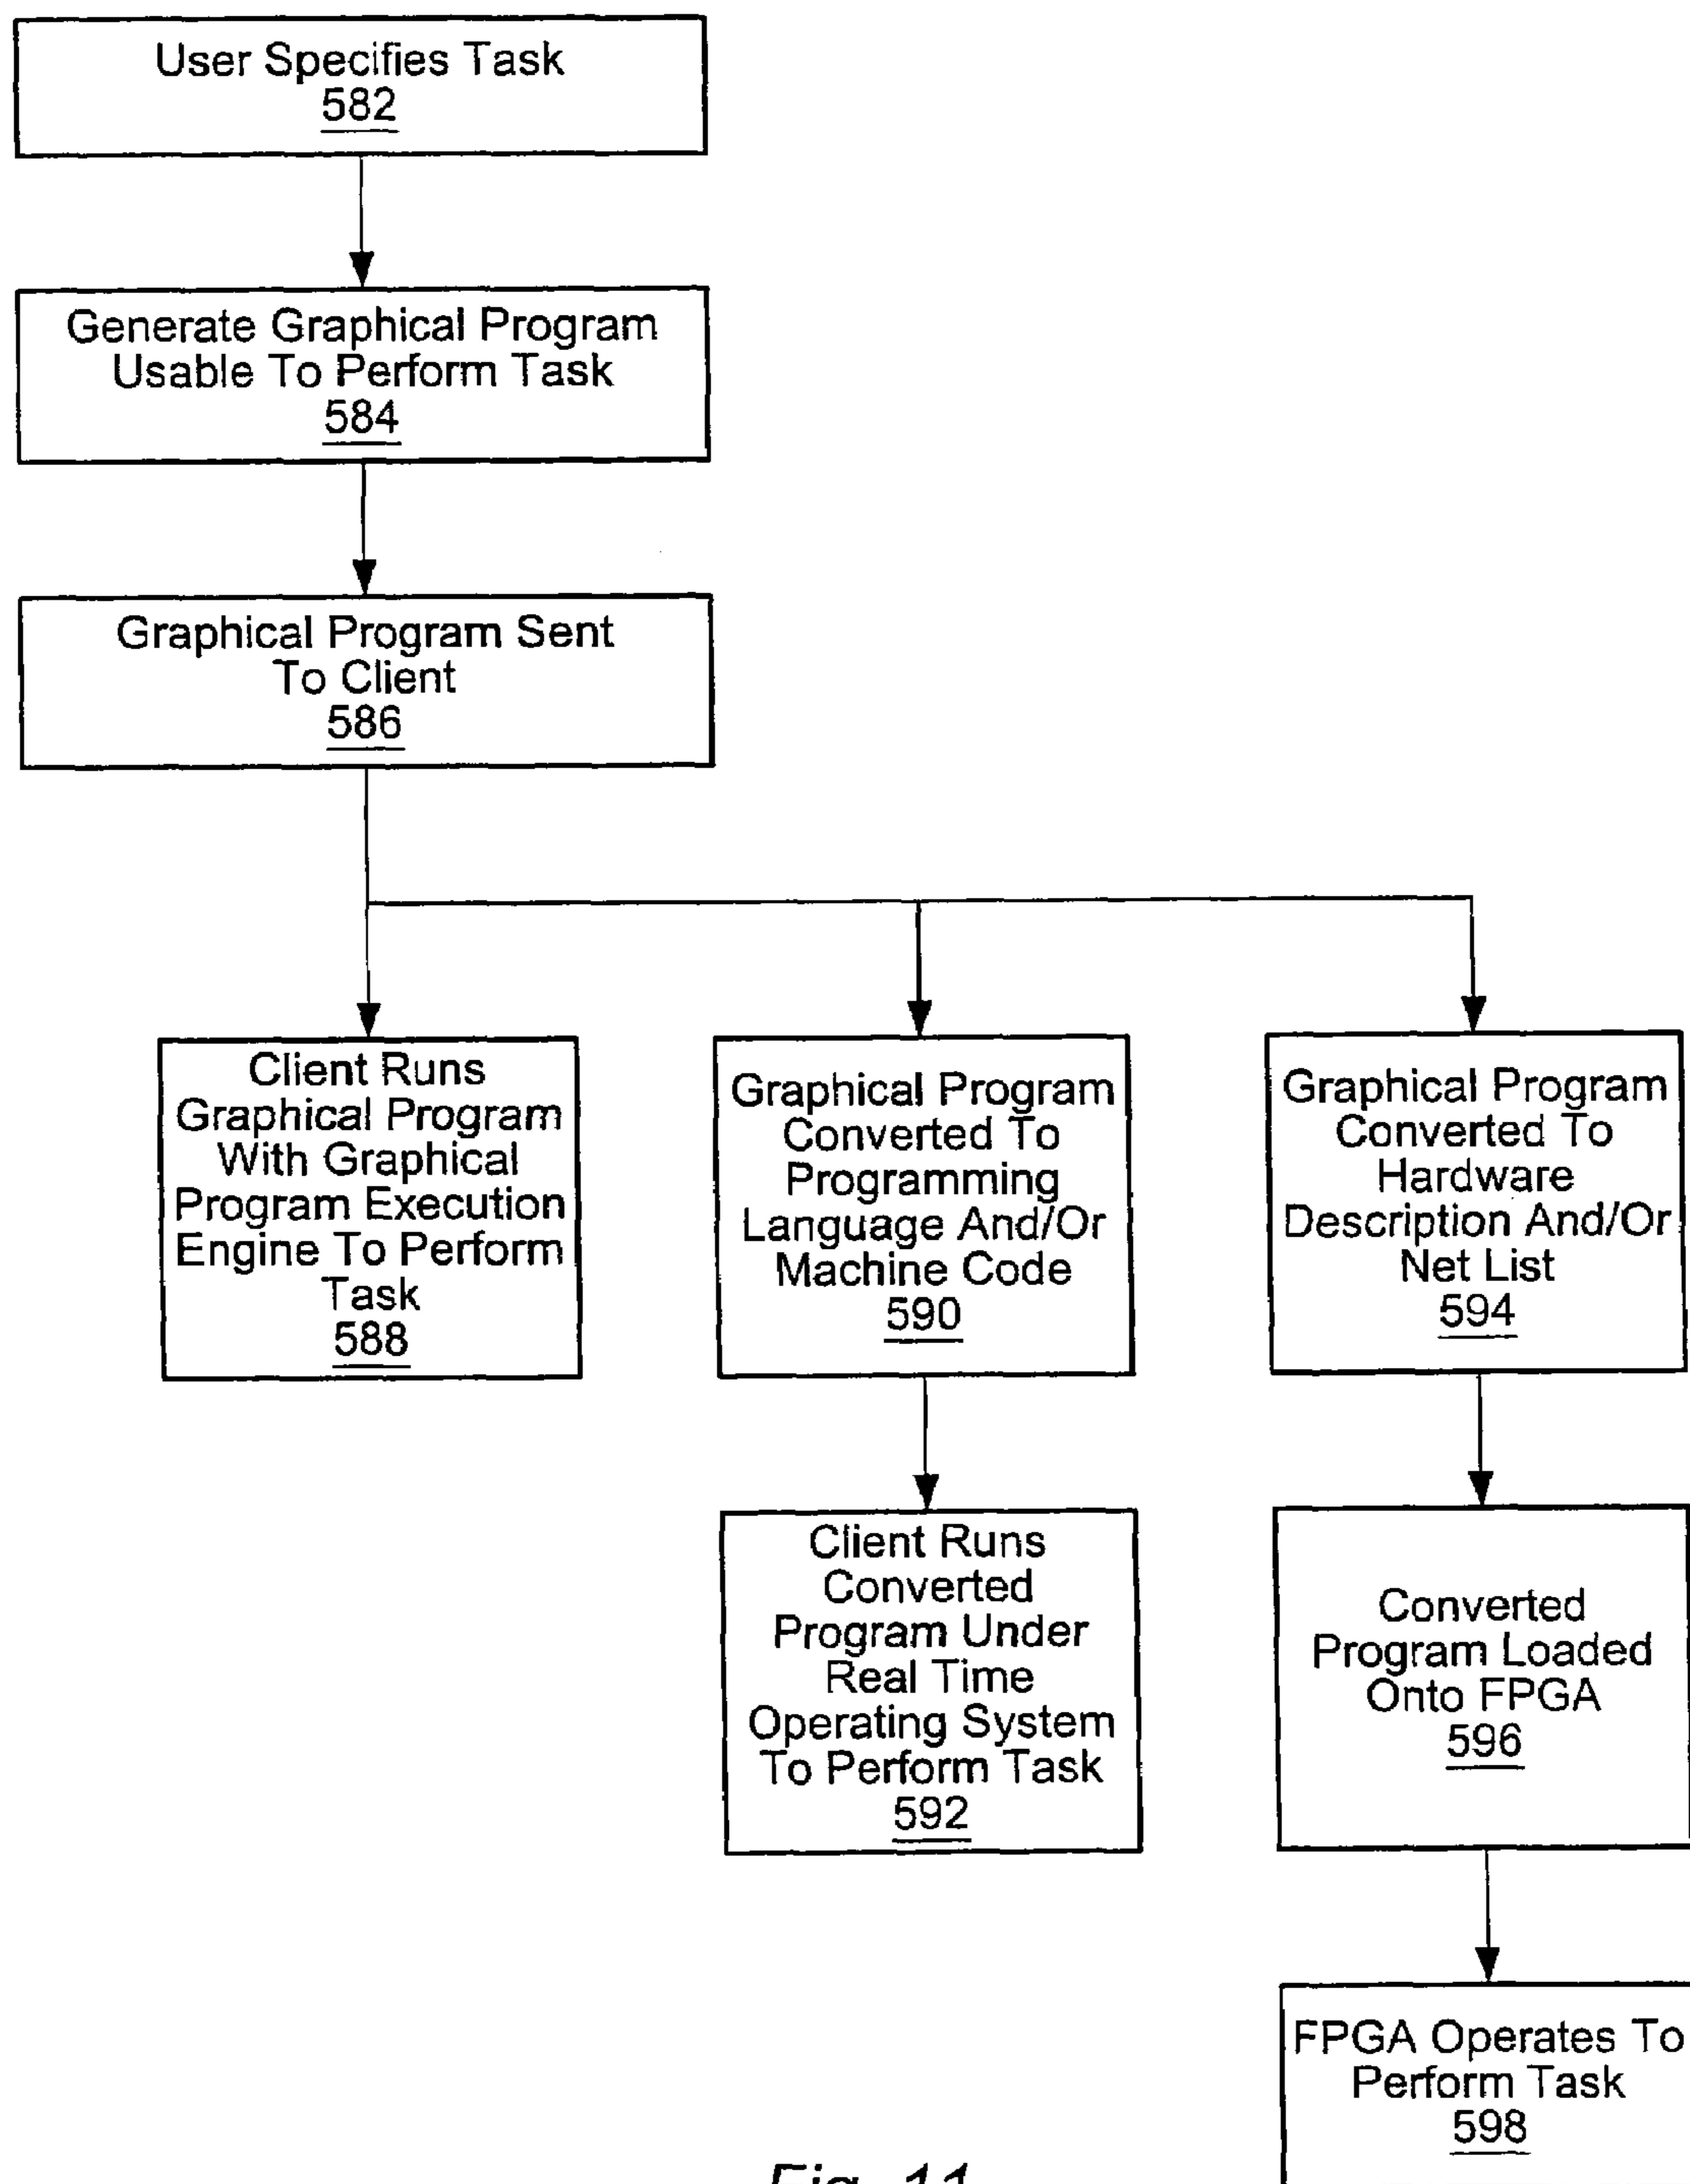 User Specifies Task
582
Generate Graphical Program
Usable To Perform Task
584
Graphical Program Sent
To Client
586
Client Runs
Graphical Program
With Graphical
Program Execution
Engine To Perform
Task
588
Graphical Program
Converted To
Programming
Language And/Or
Machine Code
590
Graphical Program
Converted To
Hardware
Description And/Or
Net List
594
Client Runs
Converted
Program Under
Real Time
Operating System
To Perform Task
592
Converted
Program Loaded
Onto FPGA
596
FPGA Operates To
Perform Task
598
Fig. 11